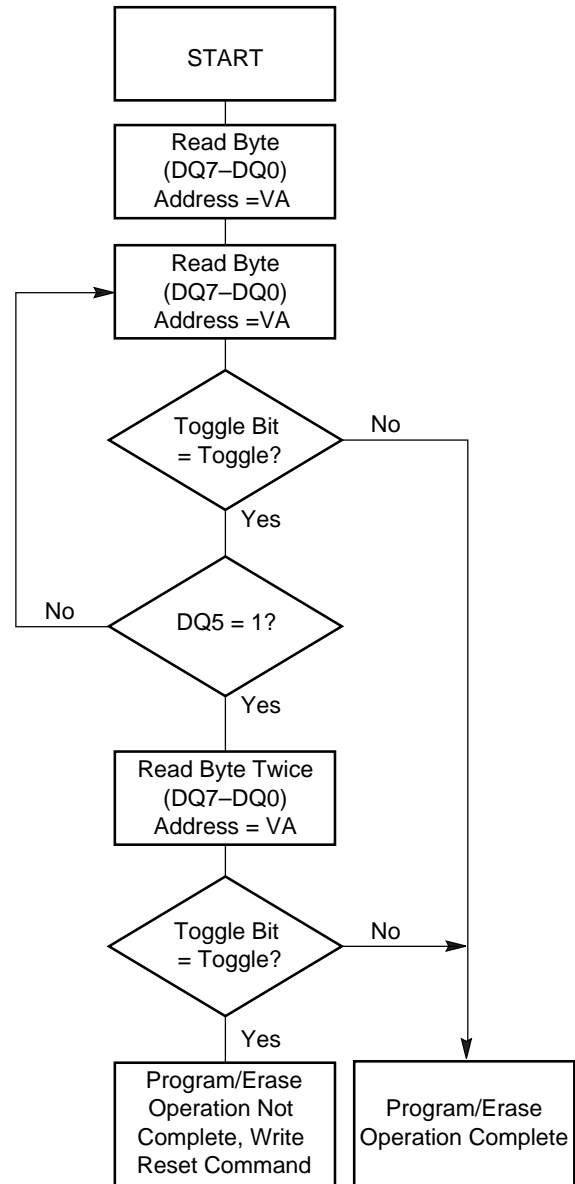 START
Read Byte
(DQ7–DQ0)
Address =VA
Read Byte
(DQ7–DQ0)
Address =VA
Toggle Bit
= Toggle?
No
Yes
No
DQ5 = 1?
Yes
Read Byte Twice
(DQ7–DQ0)
Address = VA
Toggle Bit
= Toggle?
No
Yes
Program/Erase
Operation Not
Complete, Write
Reset Command
Program/Erase
Operation Complete